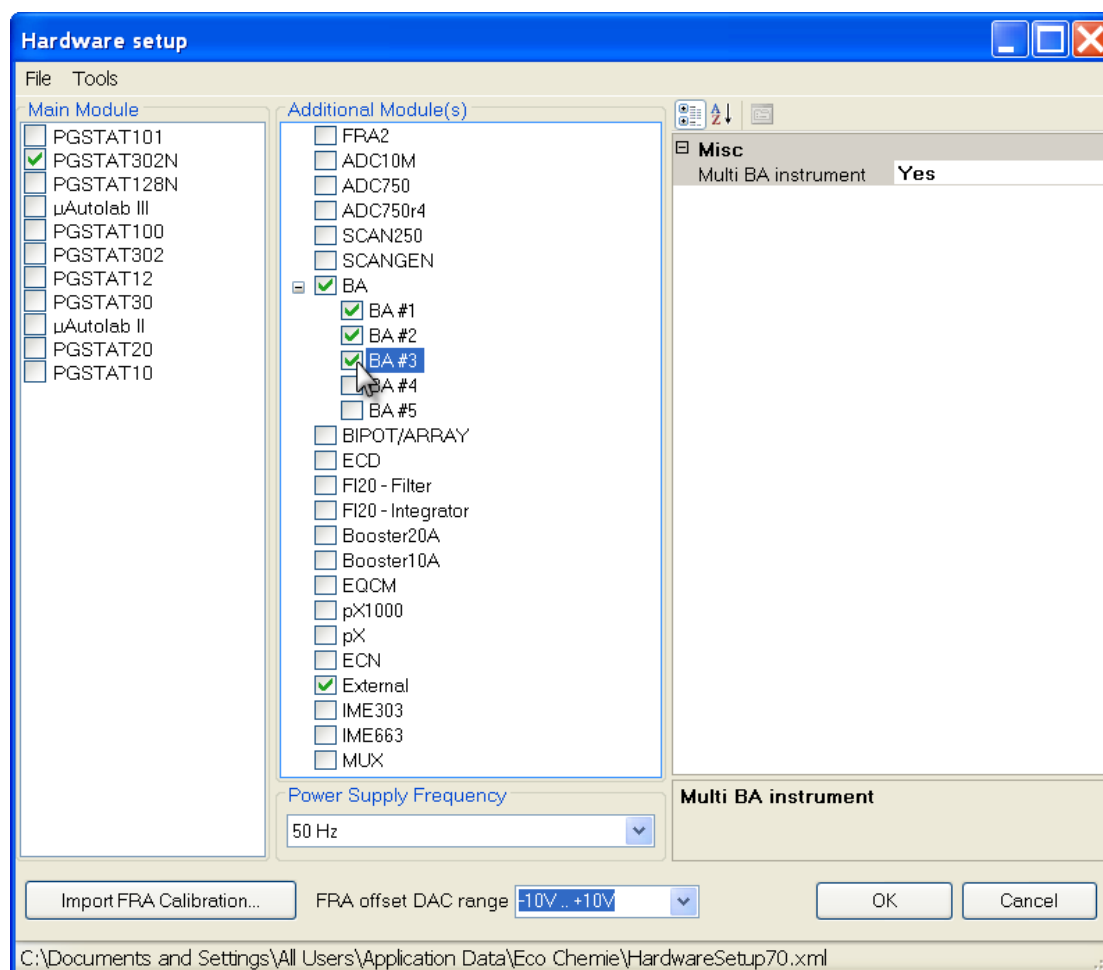 Hardware setup
File Tools
Main Module
PGSTAT101
PGSTAT302N
PGSTAT128N
µAutolab III
PGSTAT100
PGSTAT302
PGSTAT12
PGSTAT30
µAutolab II
PGSTAT20
PGSTAT10
Additional Module(s)
FRA2
ADC10M
ADC750
ADC750r4
SCAN250
SCANGEN
BA
BA #1
BA #2
BA #3
BA #4
BA #5
BIPOT/ARRAY
ECD
FI20 - Filter
FI20 - Integrator
Booster20A
Booster10A
EQCM
pX1000
pX
ECN
External
IME303
IME663
MUX
Power Supply Frequency
50 Hz
Misc
Multi BA instrument Yes
Multi BA instrument
Import FRA Calibration... FRA offset DAC range -10V .. +10V OK Cancel
C:\Documents and Settings\All Users\Application Data\Eco Chemie\HardwareSetup70.xml